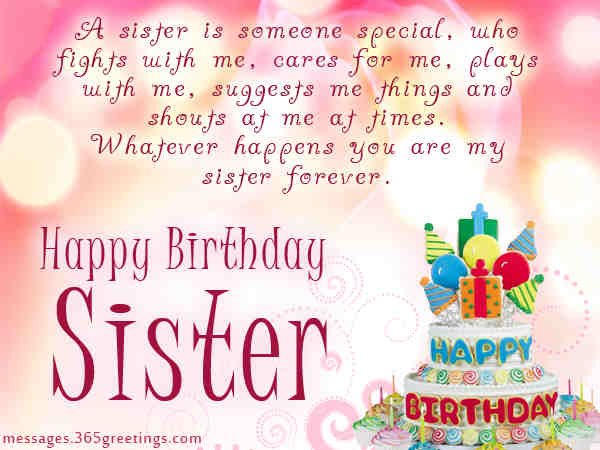 A sister is someone special, who
fights with me, cares for me, plays
with me, suggests me things and
shouts at me at times.
Whatever happens you are my
sister forever.
Happy Birthday
Sister
HAPPY
BIRTHDAY
messages.365greetings.com